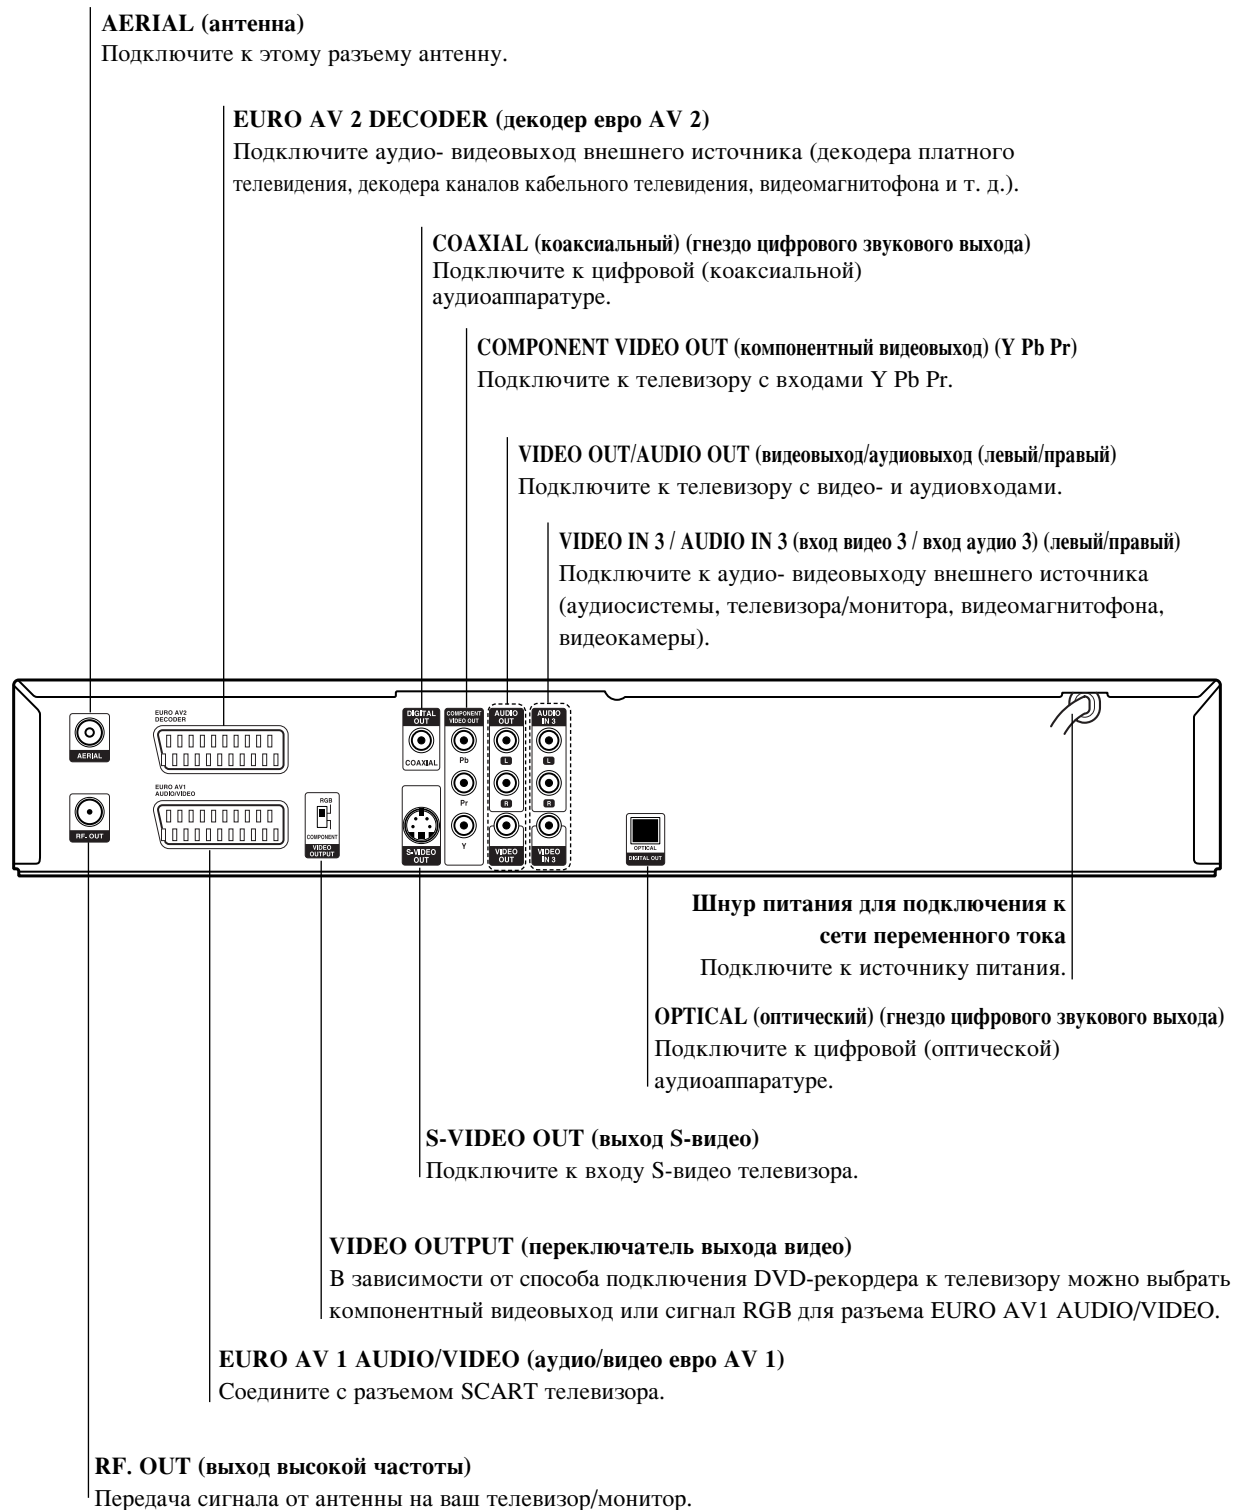 AERIAL (антенна)
Подключите к этому разъему антенну.
EURO AV 2 DECODER (декодер евро AV 2)
Подключите аудио- видеовыход внешнего источника (декодера платного
телевидения, декодера каналов кабельного телевидения, видеомагнитофона и т. д.).
COAXIAL (коаксиальный) (гнездо цифрового звукового выхода)
Подключите к цифровой (коаксиальной)
аудиоаппаратуре.
COMPONENT VIDEO OUT (компонентный видеовыход) (Y Pb Pr)
Подключите к телевизору с входами Y Pb Pr.
VIDEO OUT/AUDIO OUT (видеовыход/аудиовыход (левый/правый)
Подключите к телевизору с видео- и аудиовходами.
VIDEO IN 3 / AUDIO IN 3 (вход видео 3 / вход аудио 3) (левый/правый)
Подключите к аудио- видеовыходу внешнего источника
(аудиосистемы, телевизора/монитора, видеомагнитофона,
видеокамеры).
AERIAL
RF. OUT
EURO AV2
DECODER
EURO AV1
AUDIO/VIDEO
RGB
COMPONENT
VIDEO
OUTPUT
DIGITAL
OUT
COAXIAL
S-VIDEO
OUT
COMPONENT
VIDEO OUT
Pb
Pr
Y
AUDIO
OUT
L
R
VIDEO
OUT
AUDIO
IN 3
L
R
VIDEO
IN 3
OPTICAL
DIGITAL OUT
Шнур питания для подключения к
сети переменного тока
Подключите к источнику питания.
OPTICAL (оптический) (гнездо цифрового звукового выхода)
Подключите к цифровой (оптической)
аудиоаппаратуре.
S-VIDEO OUT (выход S-видео)
Подключите к входу S-видео телевизора.
VIDEO OUTPUT (переключатель выхода видео)
В зависимости от способа подключения DVD-рекордера к телевизору можно выбрать
компонентный видеовыход или сигнал RGB для разъема EURO AV1 AUDIO/VIDEO.
EURO AV 1 AUDIO/VIDEO (аудио/видео евро AV 1)
Соедините с разъемом SCART телевизора.
RF. OUT (выход высокой частоты)
Передача сигнала от антенны на ваш телевизор/монитор.